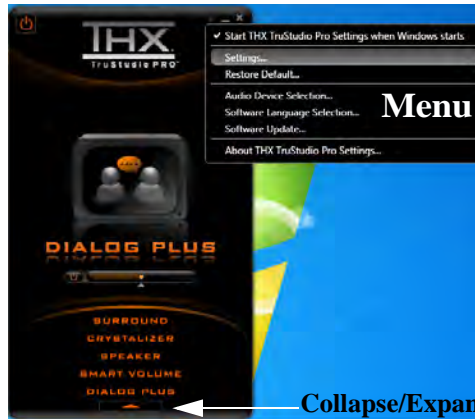 THX
TruStudio PRO
Start THX TruStudio Pro Settings when Windows starts
Settings...
Restore Default...
Audio Device Selection...
Software Language Selection...
Software Update...
About THX TruStudio Pro Settings...
Menu
DIALOG PLUS
SURROUND
CRYSTALIZER
SPEAKER
SMART VOLUME
DIALOG PLUS
Collapse/Expan